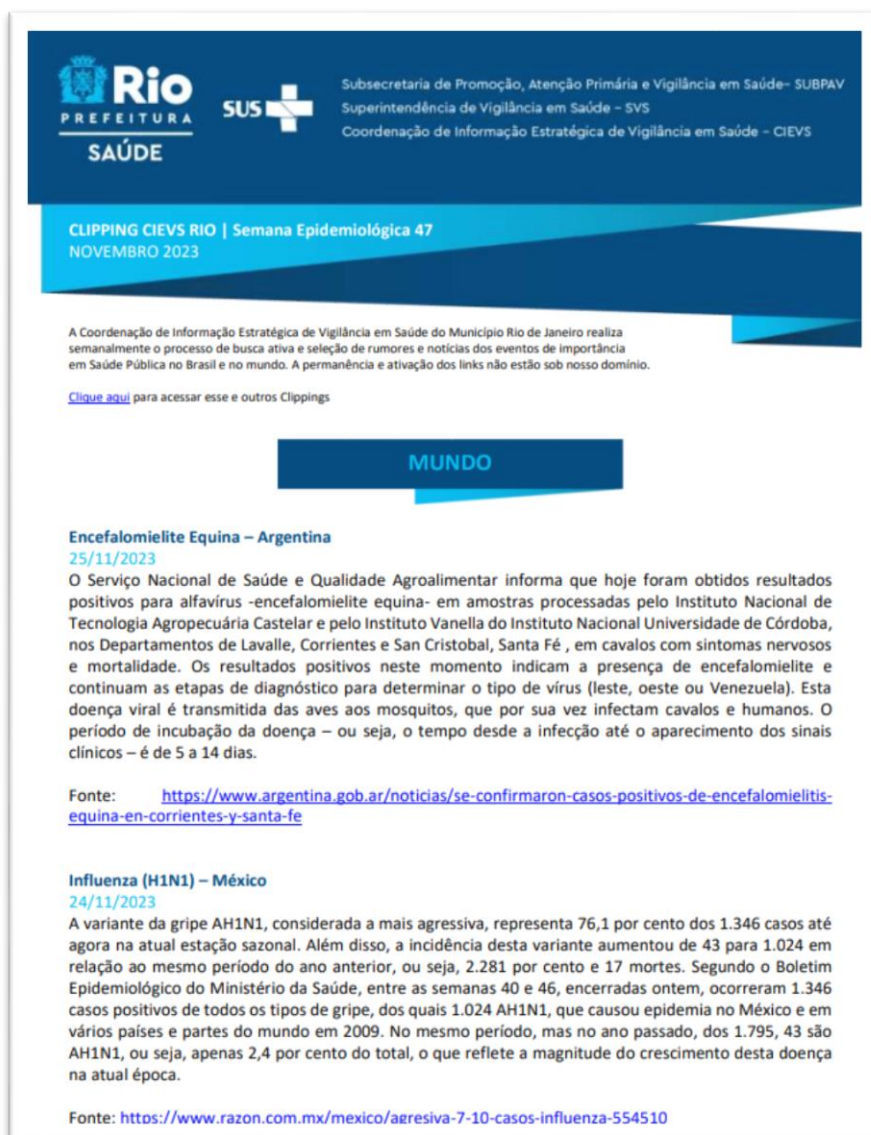 Rio
PREFEITURA
SAÚDE
SUS
Subsecretaria de Promoção, Atenção Primária e Vigilância em Saúde– SUBPAV
Superintendência de Vigilância em Saúde – SVS
Coordenação de Informação Estratégica de Vigilância em Saúde – CIEVS
CLIPPING CIEVS RIO | Semana Epidemiológica 47
NOVEMBRO 2023
A Coordenação de Informação Estratégica de Vigilância em Saúde do Município Rio de Janeiro realiza
semanalmente o processo de busca ativa e seleção de rumores e notícias dos eventos de importância
em Saúde Pública no Brasil e no mundo. A permanência e ativação dos links não estão sob nosso domínio.
Clique aqui para acessar esse e outros Clippings
MUNDO
Encefalomielite Equina – Argentina
25/11/2023
O Serviço Nacional de Saúde e Qualidade Agroalimentar informa que hoje foram obtidos resultados
positivos para alfavírus -encefalomielite equina- em amostras processadas pelo Instituto Nacional de
Tecnologia Agropecuária Castelar e pelo Instituto Vanella do Instituto Nacional Universidade de Córdoba,
nos Departamentos de Lavalle, Corrientes e San Cristobal, Santa Fé , em cavalos com sintomas nervosos
e mortalidade. Os resultados positivos neste momento indicam a presença de encefalomielite e
continuam as etapas de diagnóstico para determinar o tipo de vírus (leste, oeste ou Venezuela). Esta
doença viral é transmitida das aves aos mosquitos, que por sua vez infectam cavalos e humanos. O
período de incubação da doença – ou seja, o tempo desde a infecção até o aparecimento dos sinais
clínicos – é de 5 a 14 dias.
Fonte: https://www.argentina.gob.ar/noticias/se-confirmaron-casos-positivos-de-encefalomielitis-
equina-en-corrientes-y-santa-fe
Influenza (H1N1) – México
24/11/2023
A variante da gripe AH1N1, considerada a mais agressiva, representa 76,1 por cento dos 1.346 casos até
agora na atual estação sazonal. Além disso, a incidência desta variante aumentou de 43 para 1.024 em
relação ao mesmo período do ano anterior, ou seja, 2.281 por cento e 17 mortes. Segundo o Boletim
Epidemiológico do Ministério da Saúde, entre as semanas 40 e 46, encerradas ontem, ocorreram 1.346
casos positivos de todos os tipos de gripe, dos quais 1.024 AH1N1, que causou epidemia no México e em
vários países e partes do mundo em 2009. No mesmo período, mas no ano passado, dos 1.795, 43 são
AH1N1, ou seja, apenas 2,4 por cento do total, o que reflete a magnitude do crescimento desta doença
na atual época.
Fonte: https://www.razon.com.mx/mexico/agresiva-7-10-casos-influenza-554510